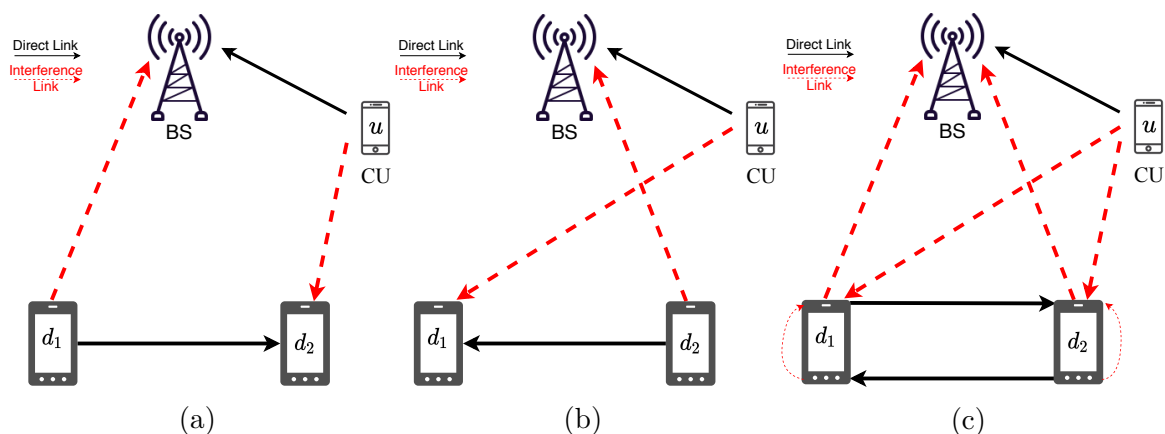 Direct Link
Interference
Link
BS
u
CU
d1
d2
(a)
Direct Link
Interference
Link
BS
u
CU
d1
d2
(b)
Direct Link
Interference
Link
BS
u
CU
d1
d2
(c)